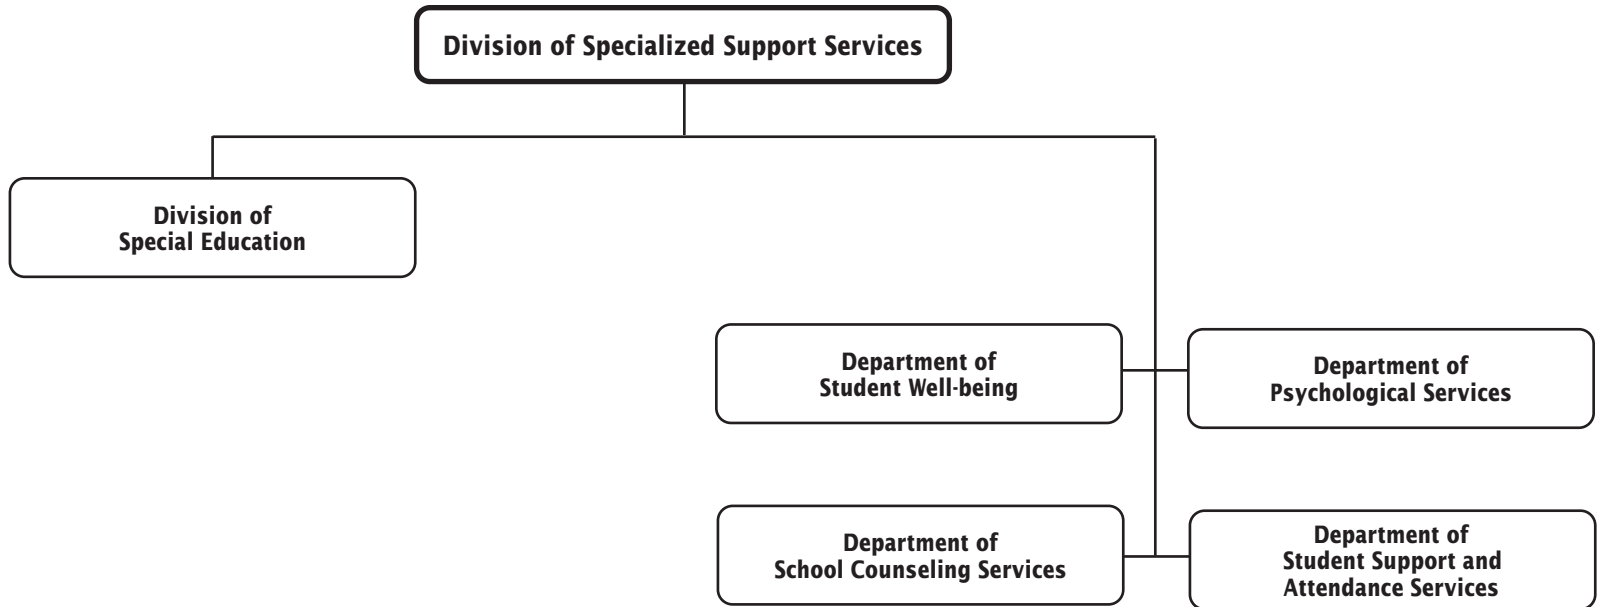 Division of Specialized Support Services
Division of
Special Education
Department of
Student Well-being
Department of
Psychological Services
Department of
School Counseling Services
Department of
Student Support and
Attendance Services